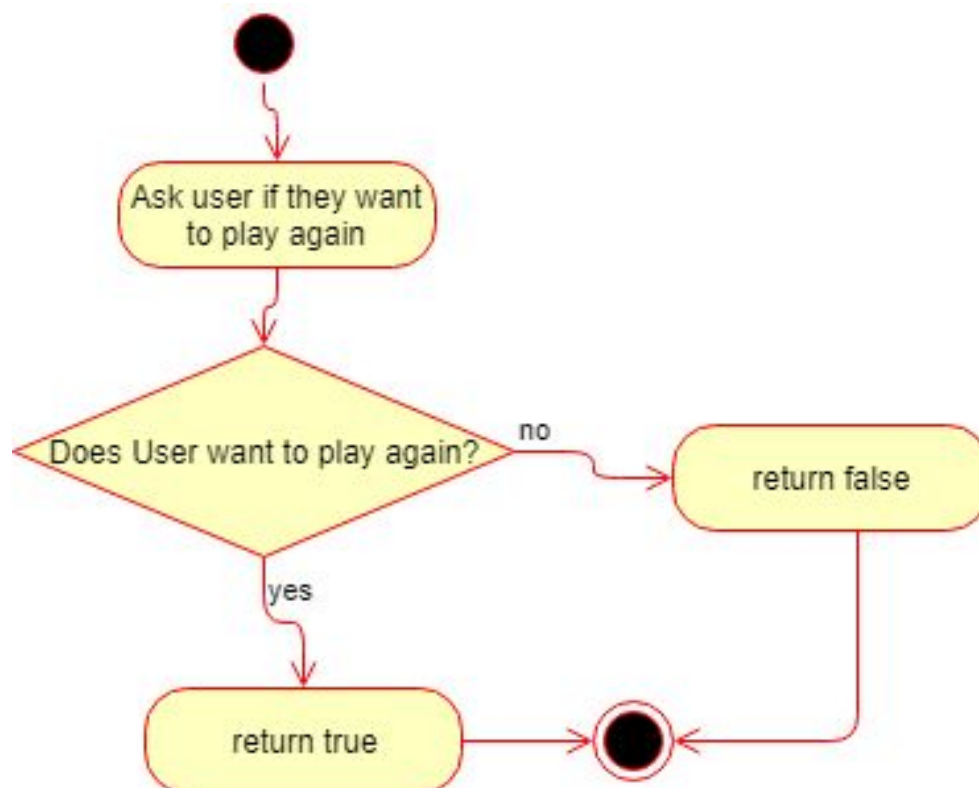 Ask user if they want
to play again
Does User want to play again?
no
return false
yes
return true